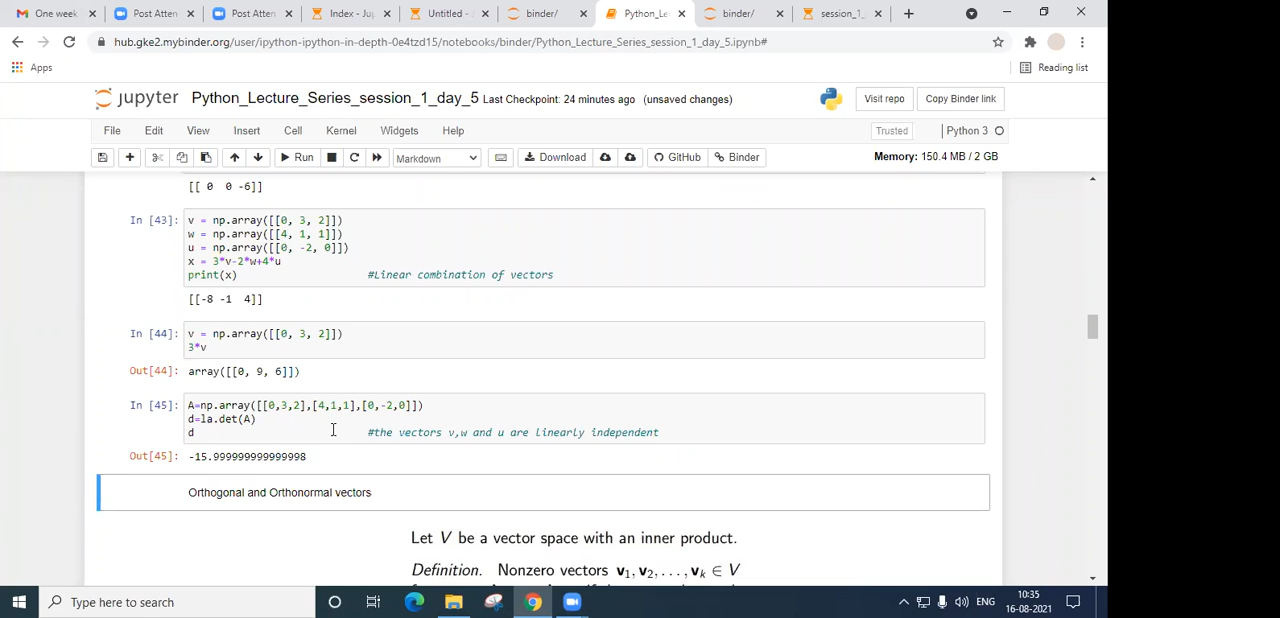 One week
Post Atten
Post Atten
Index - Ju
Untitled -
binder/
Python_Le
binder/
session_1_
hub.gke2.mybinder.org/user/ipython-ipython-in-depth-0e4tzd15/notebooks/binder/Python_Lecture_Series_session_1_day_5.ipynb#
Apps
Reading list
jupyter Python_Lecture_Series_session_1_day_5 Last Checkpoint: 24 minutes ago (unsaved changes)
Visit repo
Copy Binder link
File Edit View Insert Cell Kernel Widgets Help
Trusted
Python 3
Run
Markdown
Download
GitHub
Binder
Memory: 150.4 MB / 2 GB
[[ 0 0 -6]]
In [43]: v = np.array([[0, 3, 2]])
w = np.array([[4, 1, 1]])
u = np.array([[0, -2, 0]])
x = 3*v-2*w+4*u
print(x) #Linear combination of vectors
[[-8 -1 4]]
In [44]: v = np.array([[0, 3, 2]])
3*v
Out[44]: array([[0, 9, 6]])
In [45]: A=np.array([[0,3,2],[4,1,1],[0,-2,0]])
d=la.det(A)
d #the vectors v,w and u are linearly independent
Out[45]: -15.999999999999998
Orthogonal and Orthonormal vectors
Let V be a vector space with an inner product.
Definition. Nonzero vectors v1, v2, . . . , vk ∈ V
Type here to search
ENG
10:35
16-08-2021